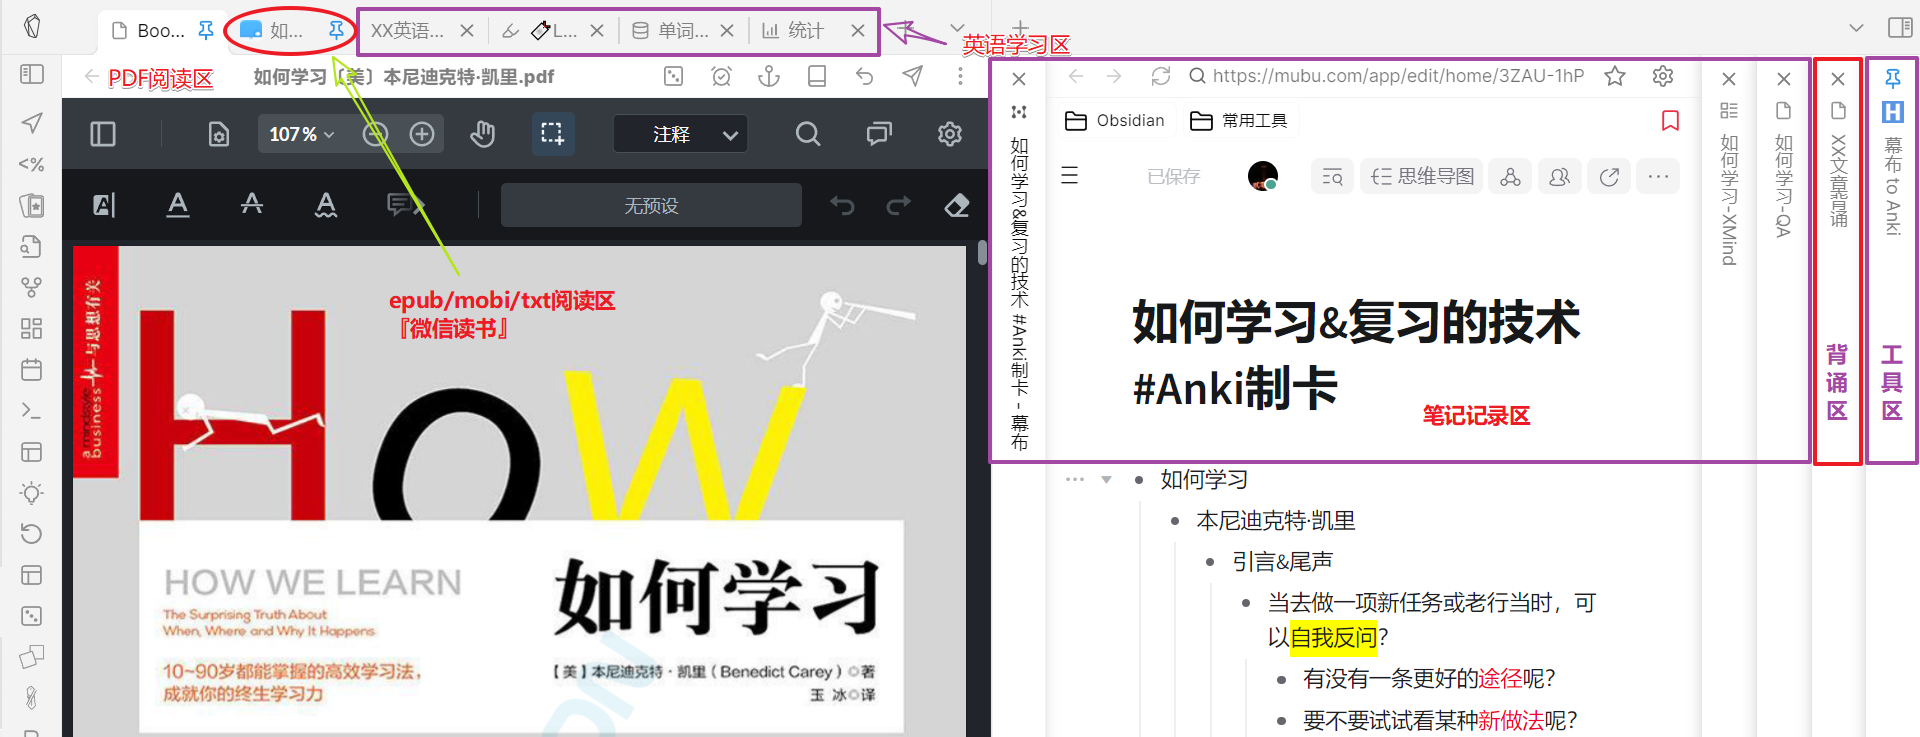 Boo...
如...
XX英语...
L...
单词...
统计
英语学习区
PDF阅读区
如何学习〔美〕本尼迪克特·凯里.pdf
https://mubu.com/app/edit/home/3ZAU-1hP
107%
注释
无预设
Obsidian
常用工具
已保存
思维导图
epub/mobi/txt阅读区
『微信读书』
与思想有关
a mindstyle
business
HOW WE LEARN
The Surprising Truth About
When, Where and Why It Happens
10~90岁都能掌握的高效学习法，
成就你的终生学习力
如何学习
【美】本尼迪克特·凯里（Benedict Carey）◎著
玉 冰◎译
如何学习&复习的技术 #Anki制卡 - 幕布
如何学习&复习的技术
#Anki制卡
笔记记录区
如何学习
本尼迪克特·凯里
引言&尾声
当去做一项新任务或老行当时，可
以自我反问？
有没有一条更好的途径呢？
要不要试试看某种新做法呢？
如何学习-XMind
如何学习-QA
XX文章背诵
背诵区
幕布 to Anki
工具区